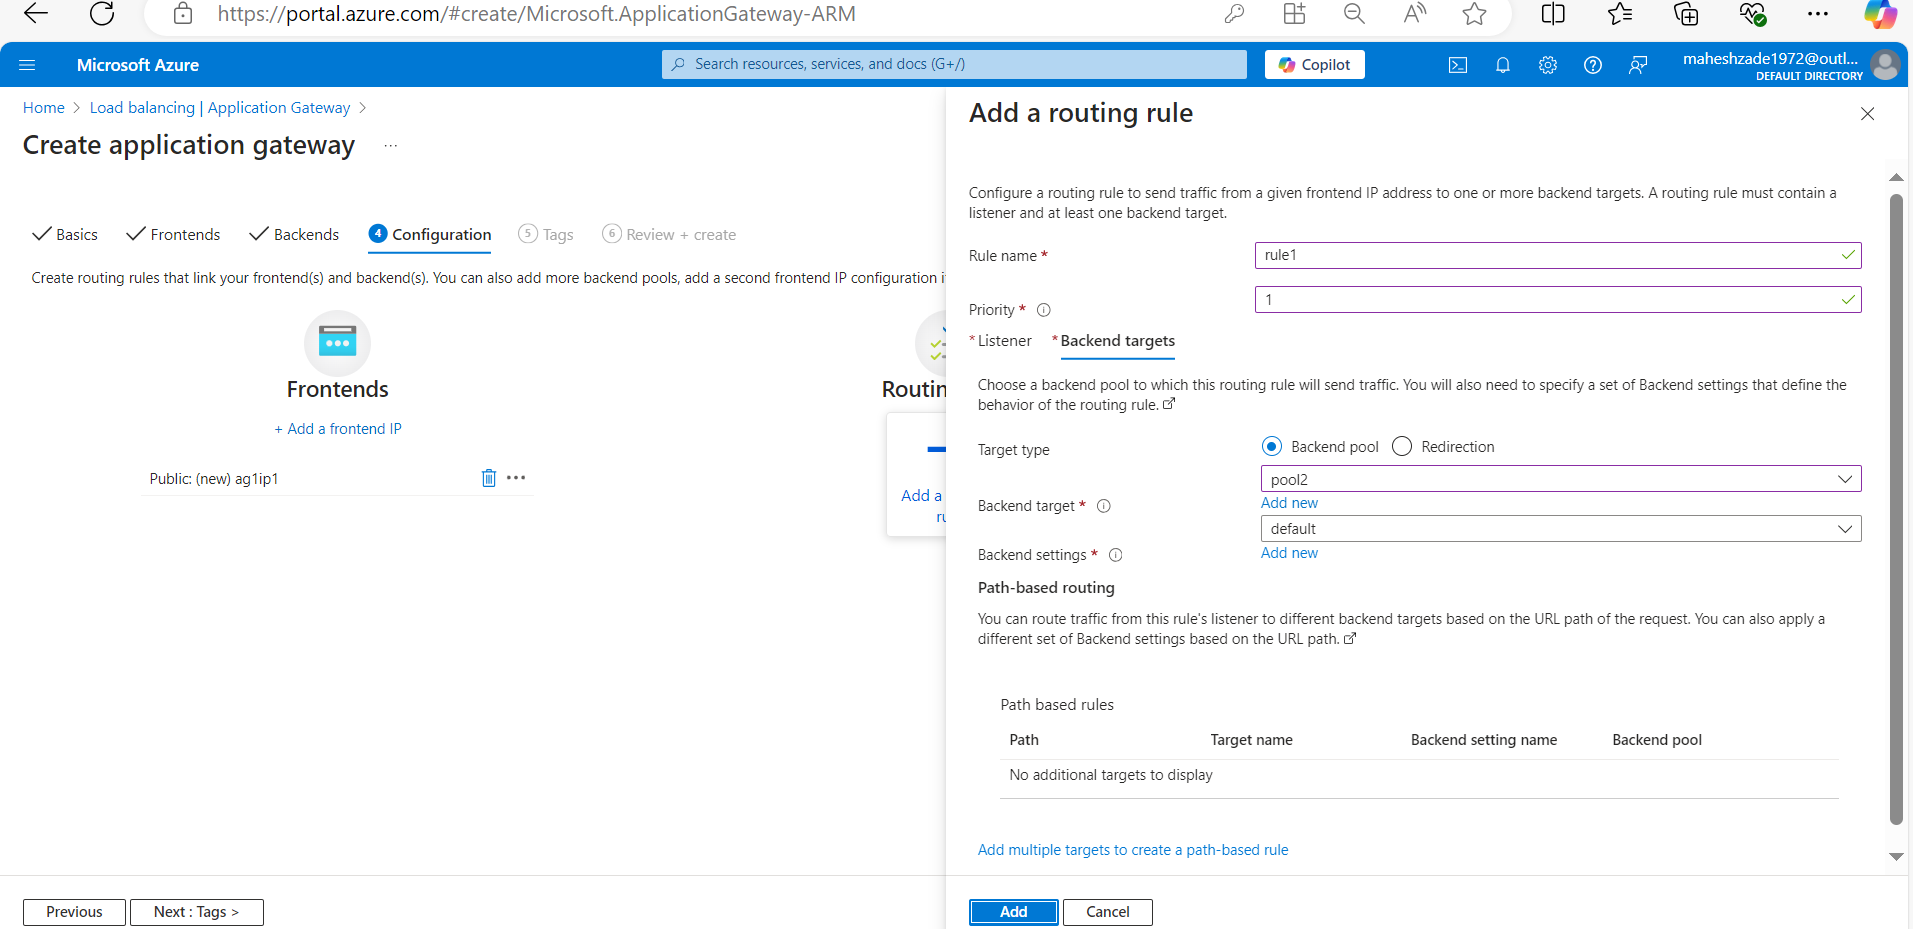 https://portal.azure.com/#create/Microsoft.ApplicationGateway-ARM
Microsoft Azure
Search resources, services, and docs (G+/)
Copilot
maheshzade1972@outl...
DEFAULT DIRECTORY
Home > Load balancing | Application Gateway >
Create application gateway ...
Basics
Frontends
Backends
4 Configuration
5 Tags
6 Review + create
Create routing rules that link your frontend(s) and backend(s). You can also add more backend pools, add a second frontend IP configuration i
Frontends
+ Add a frontend IP
Public: (new) ag1ip1
Routin
Add a
ru
Add a routing rule
Configure a routing rule to send traffic from a given frontend IP address to one or more backend targets. A routing rule must contain a
listener and at least one backend target.
Rule name *
rule1
Priority *
1
* Listener
* Backend targets
Choose a backend pool to which this routing rule will send traffic. You will also need to specify a set of Backend settings that define the
behavior of the routing rule.
Target type
Backend pool
Redirection
pool2
Backend target *
Add new
default
Backend settings *
Add new
Path-based routing
You can route traffic from this rule's listener to different backend targets based on the URL path of the request. You can also apply a
different set of Backend settings based on the URL path.
Path based rules
Path Target name Backend setting name Backend pool
No additional targets to display
Add multiple targets to create a path-based rule
Previous
Next : Tags >
Add
Cancel